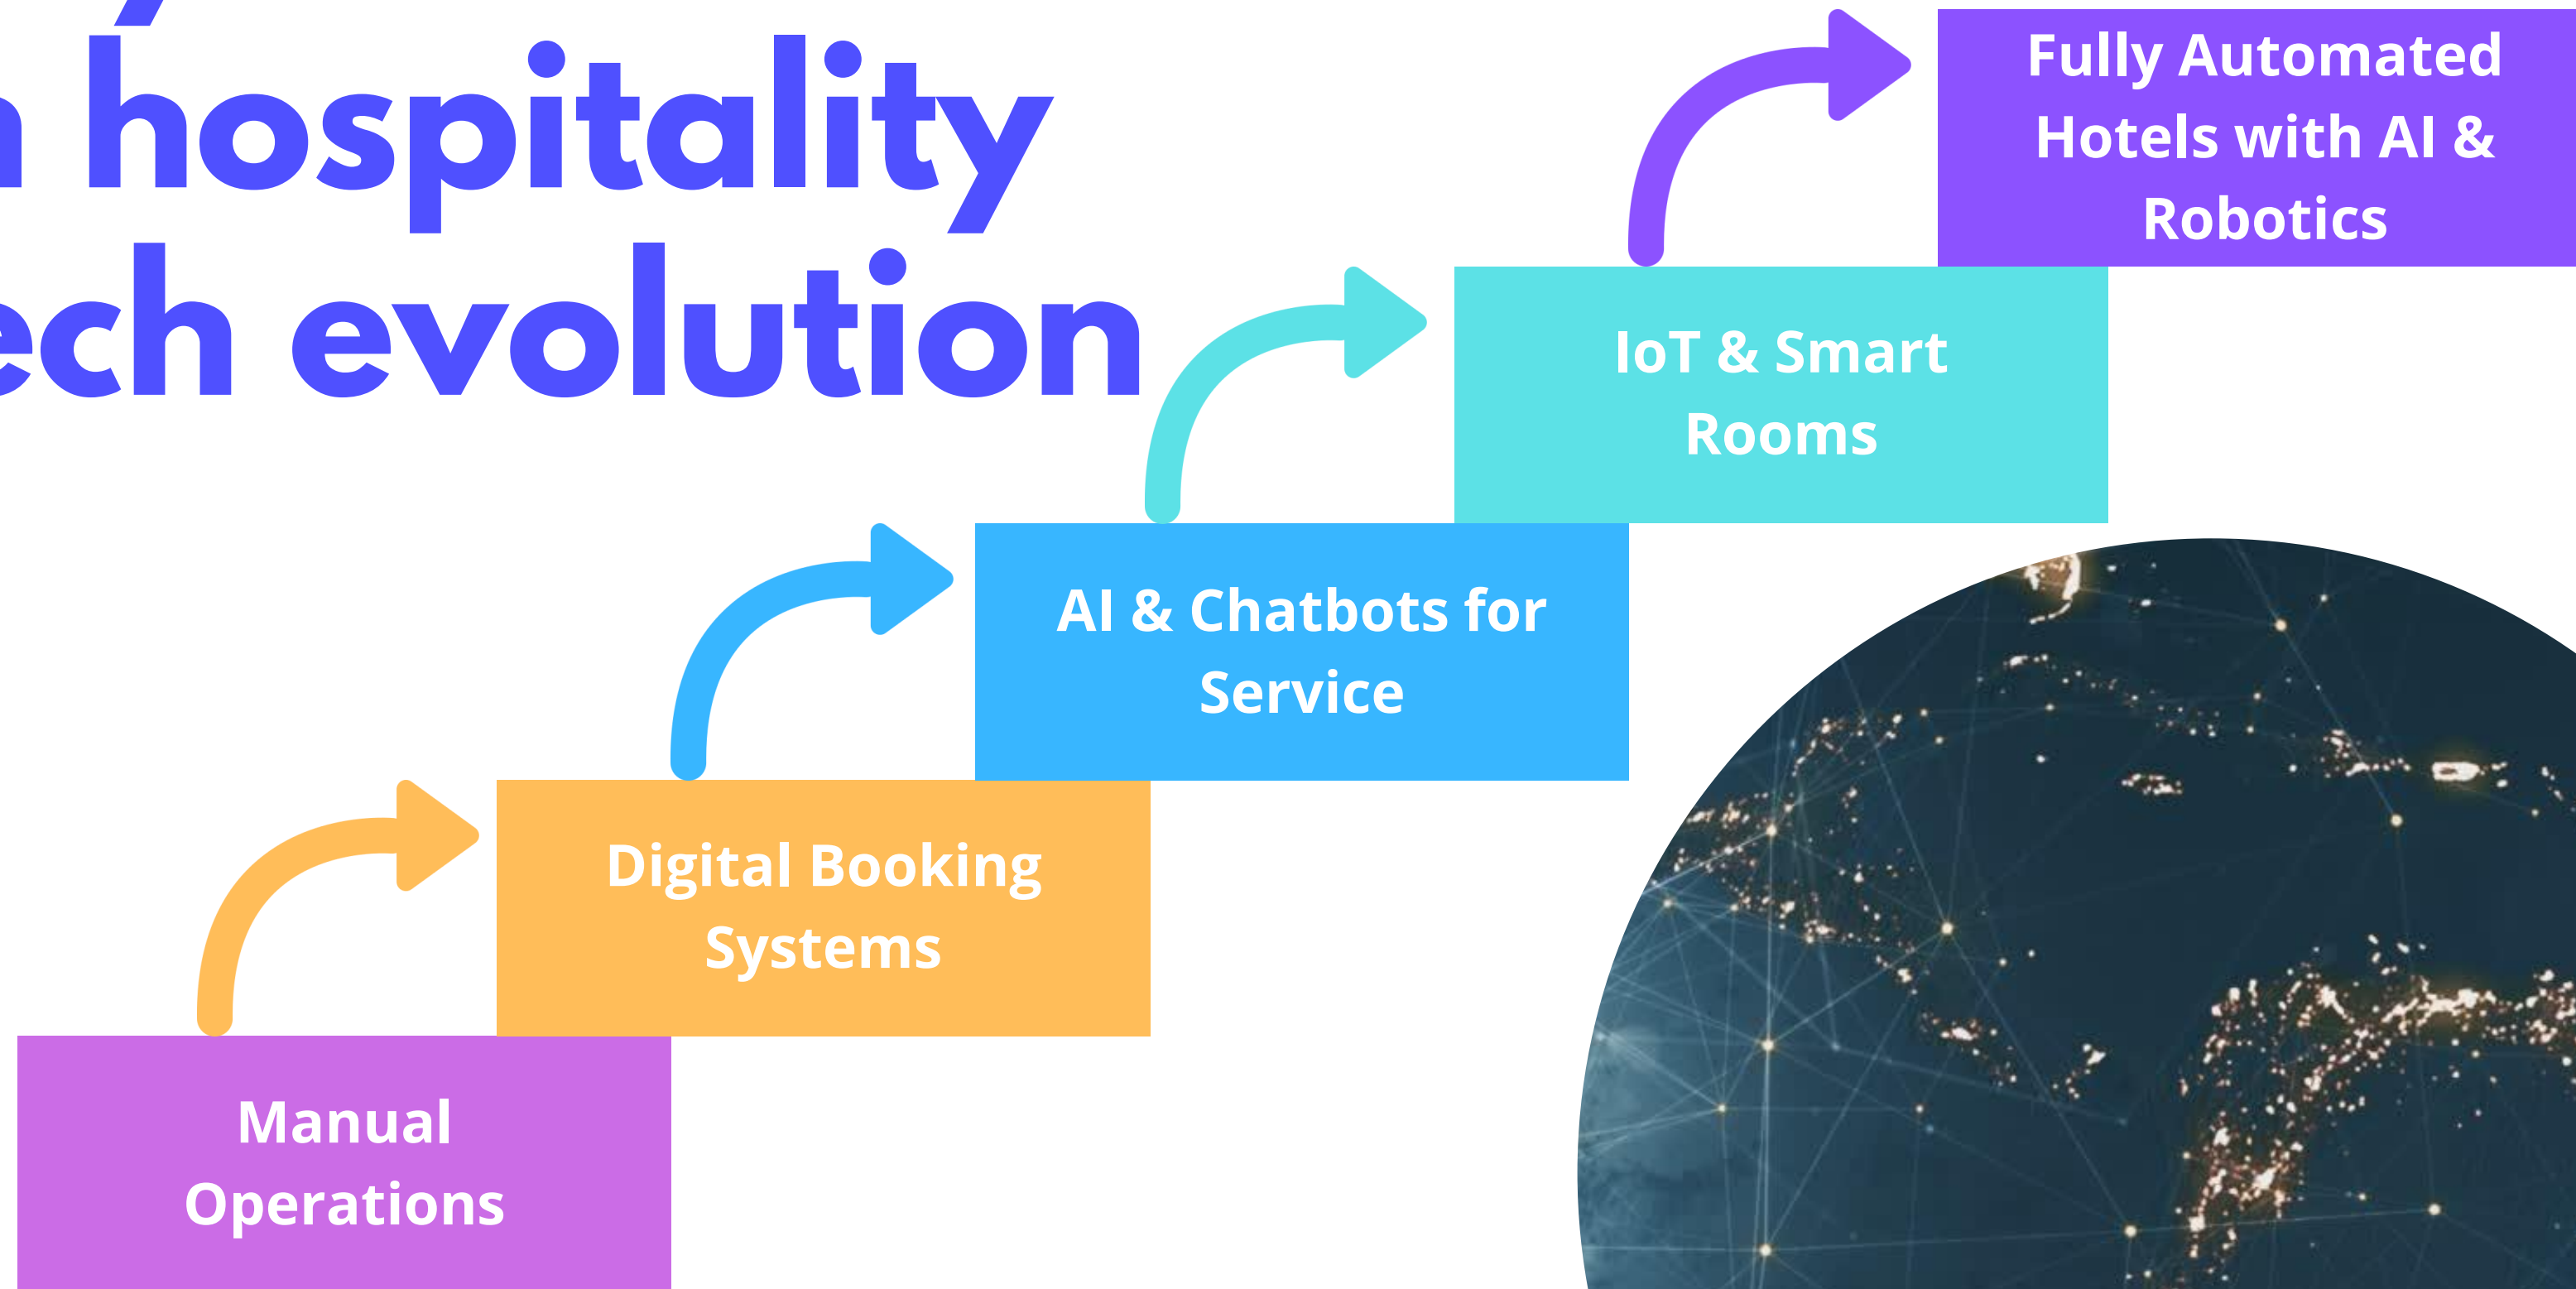 hospitality
evolution
Fully Automated
Hotels with AI &
Robotics
IoT & Smart
Rooms
AI & Chatbots for
Service
Digital Booking
Systems
Manual
Operations